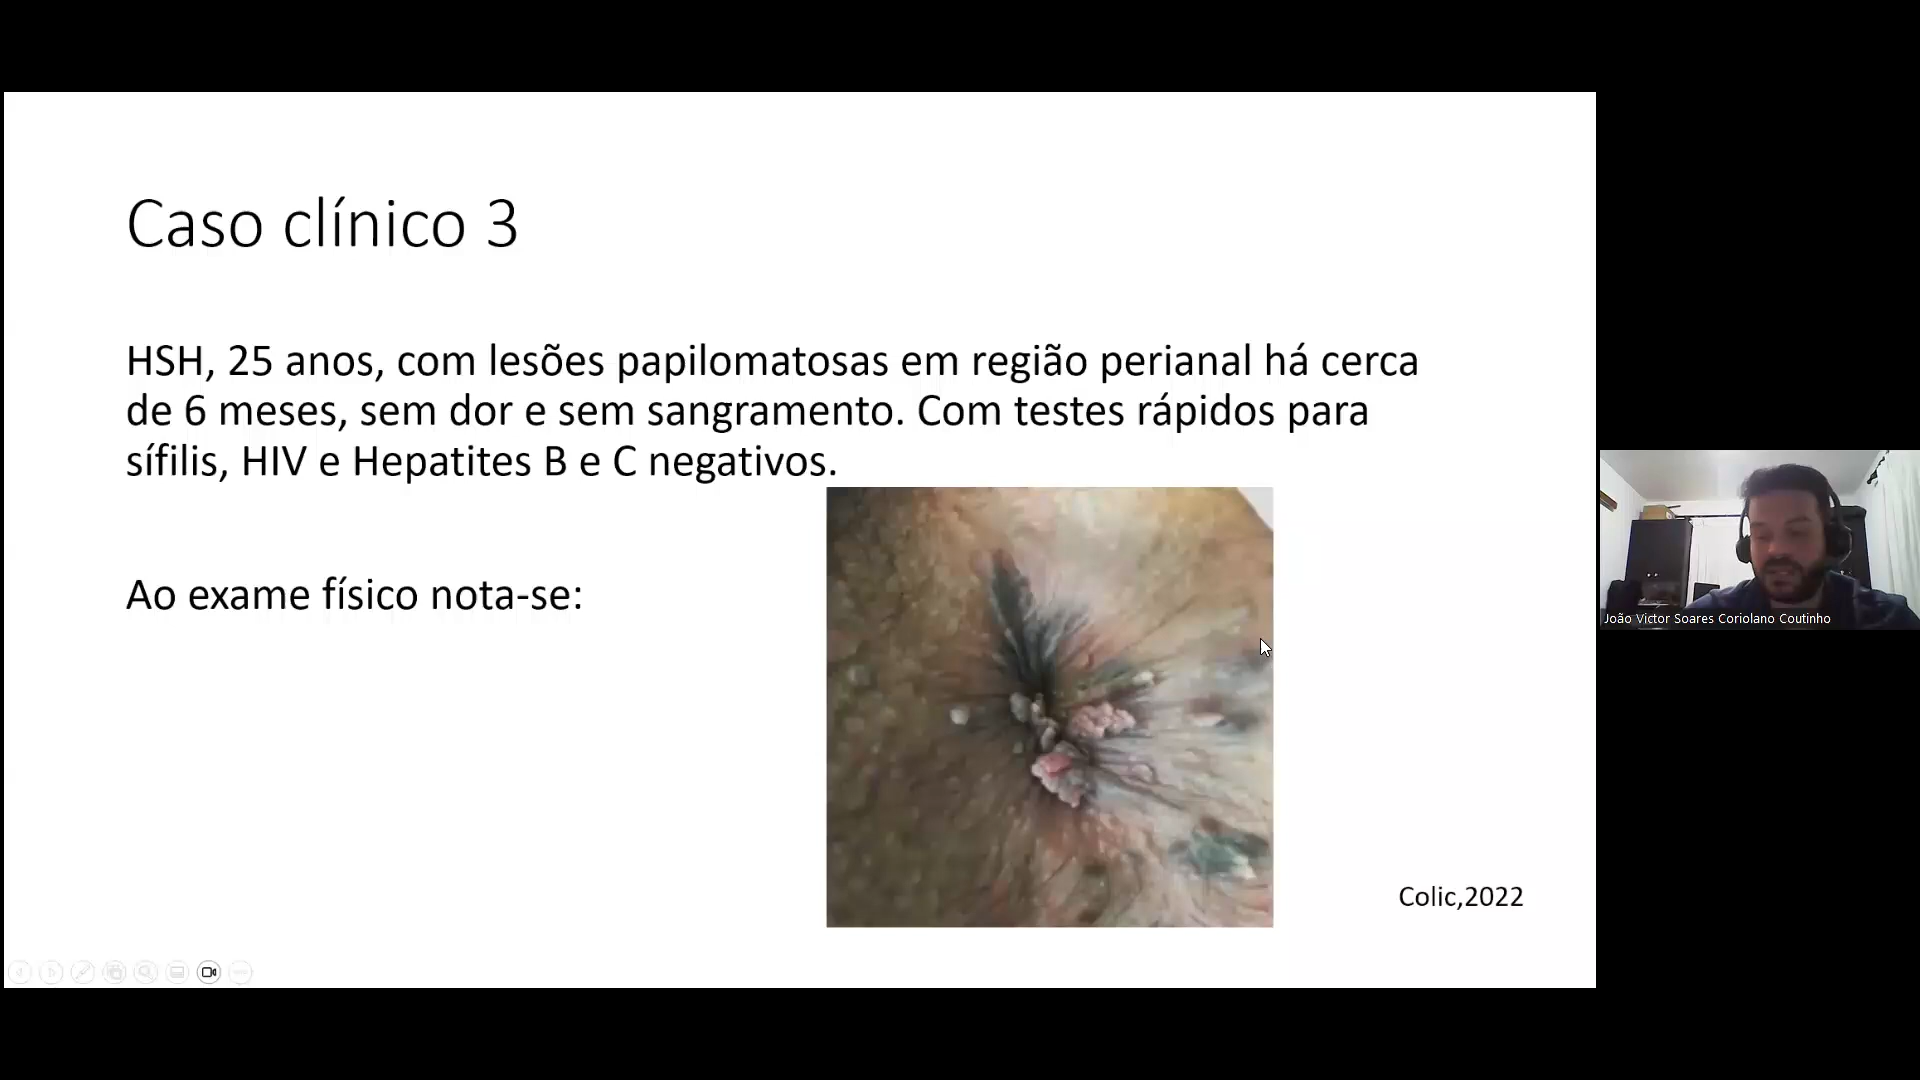 Caso clínico 3
HSH, 25 anos, com lesões papilomatosas em região perianal há cerca
de 6 meses, sem dor e sem sangramento. Com testes rápidos para
sífilis, HIV e Hepatites B e C negativos.
Ao exame físico nota-se:
João Victor Soares Coriolano Coutinho
Colic,2022